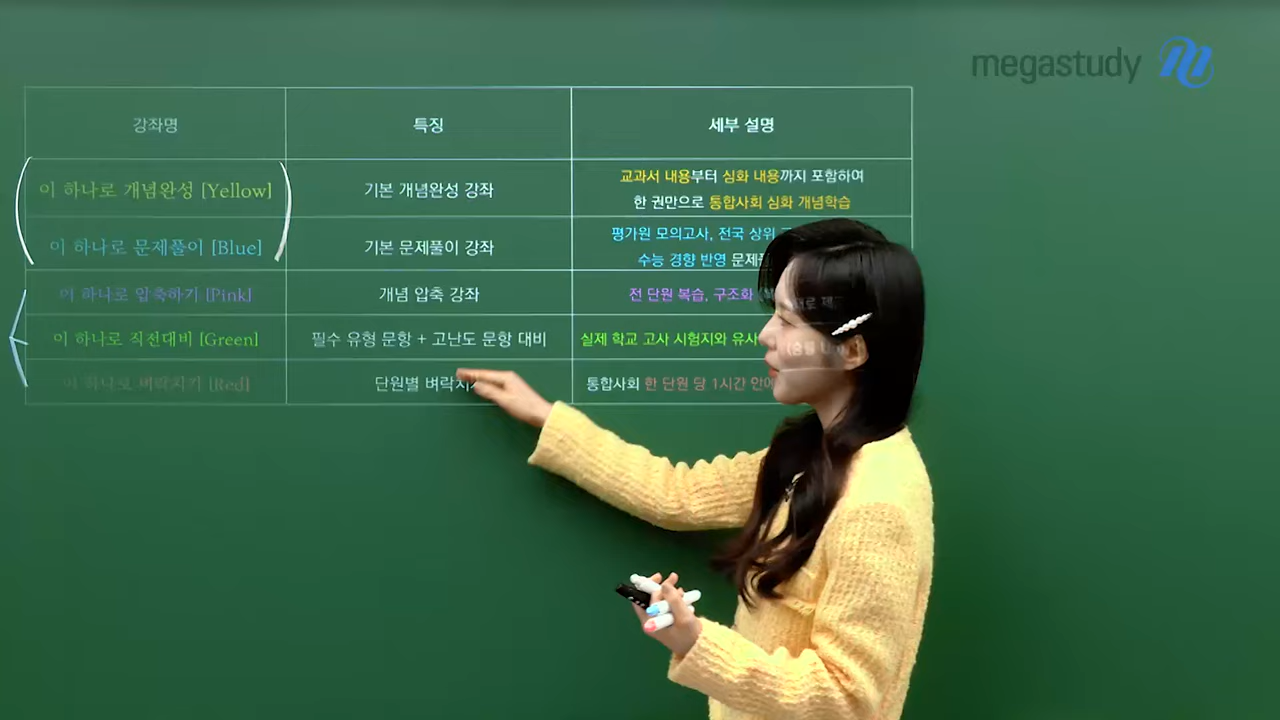 megastudy
강좌명
특징
세부 설명
이 하나로 개념완성 [Yellow]
기본 개념완성 강좌
교과서 내용부터 심화 내용까지 포함하여
한 권만으로 통합사회 심화 개념학습
이 하나로 문제풀이 [Blue]
기본 문제풀이 강좌
평가원 모의고사, 전국 상위
수능 경향 반영
이 하나로 압축하기 [Pink]
개념 압축 강좌
전 단원 복습, 구조화
이 하나로 직전대비 [Green]
필수 유형 문항 + 고난도 문항 대비
실제 학교 고사 시험지와
이 하나로 벼락치기 [Red]
단원별
통합사회 한 단원 당 1시간